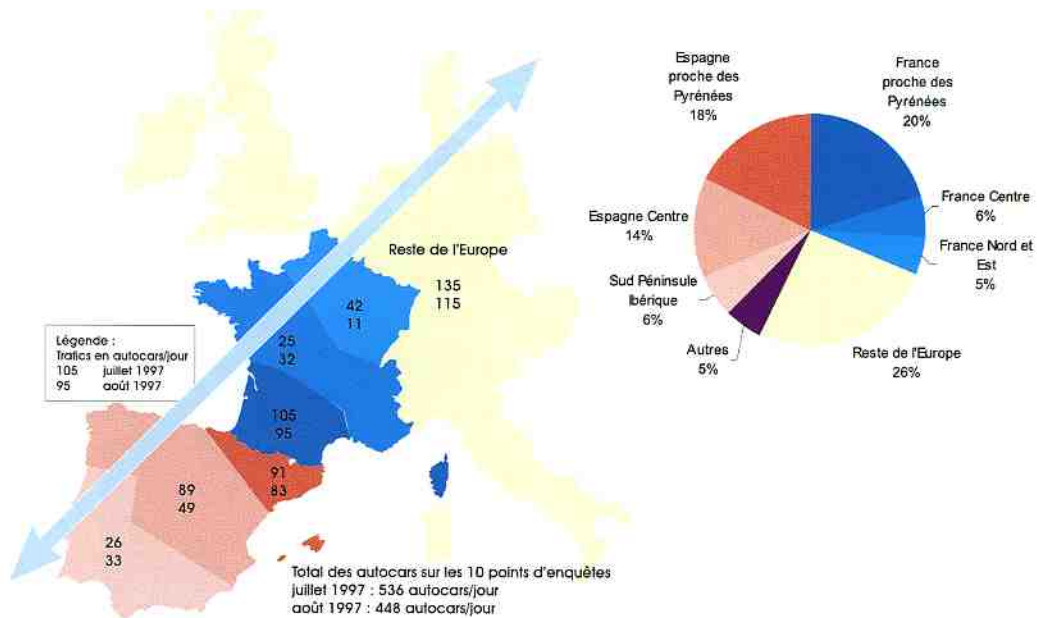 Reste de l'Europe
135
115
42
11
25
32
Légende :
Trafics en autocars/jour
105 juillet 1997
95 août 1997
105
95
91
83
89
49
26
33
Total des autocars sur les 10 points d'enquêtes
juillet 1997 : 536 autocars/jour
août 1997 : 448 autocars/jour
Espagne
proche des
Pyrénées
18%
France
proche des
Pyrénées
20%
France Centre
6%
France Nord et
Est
5%
Reste de l'Europe
26%
Autres
5%
Sud Péninsule
Ibérique
6%
Espagne Centre
14%